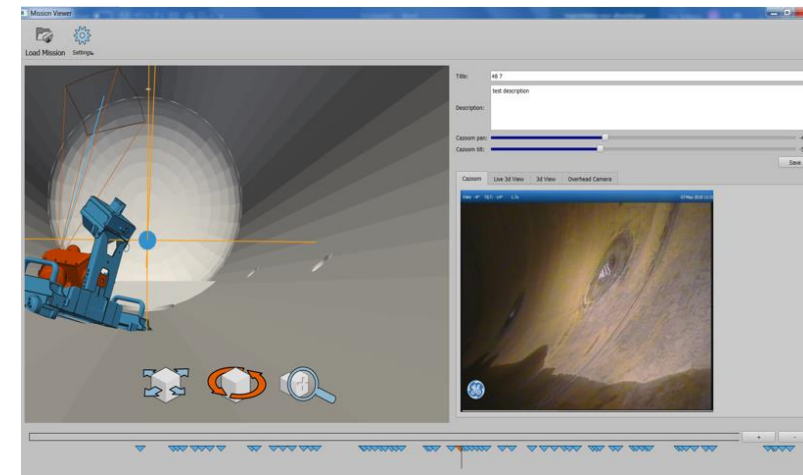 Mission Viewer
Load Mission
Settings
Title:
48 7
Description:
test description
Cazoom pan:
Cazoom tilt:
Save
Cazoom
Live 3d View
3d View
Overhead Camera
+
-